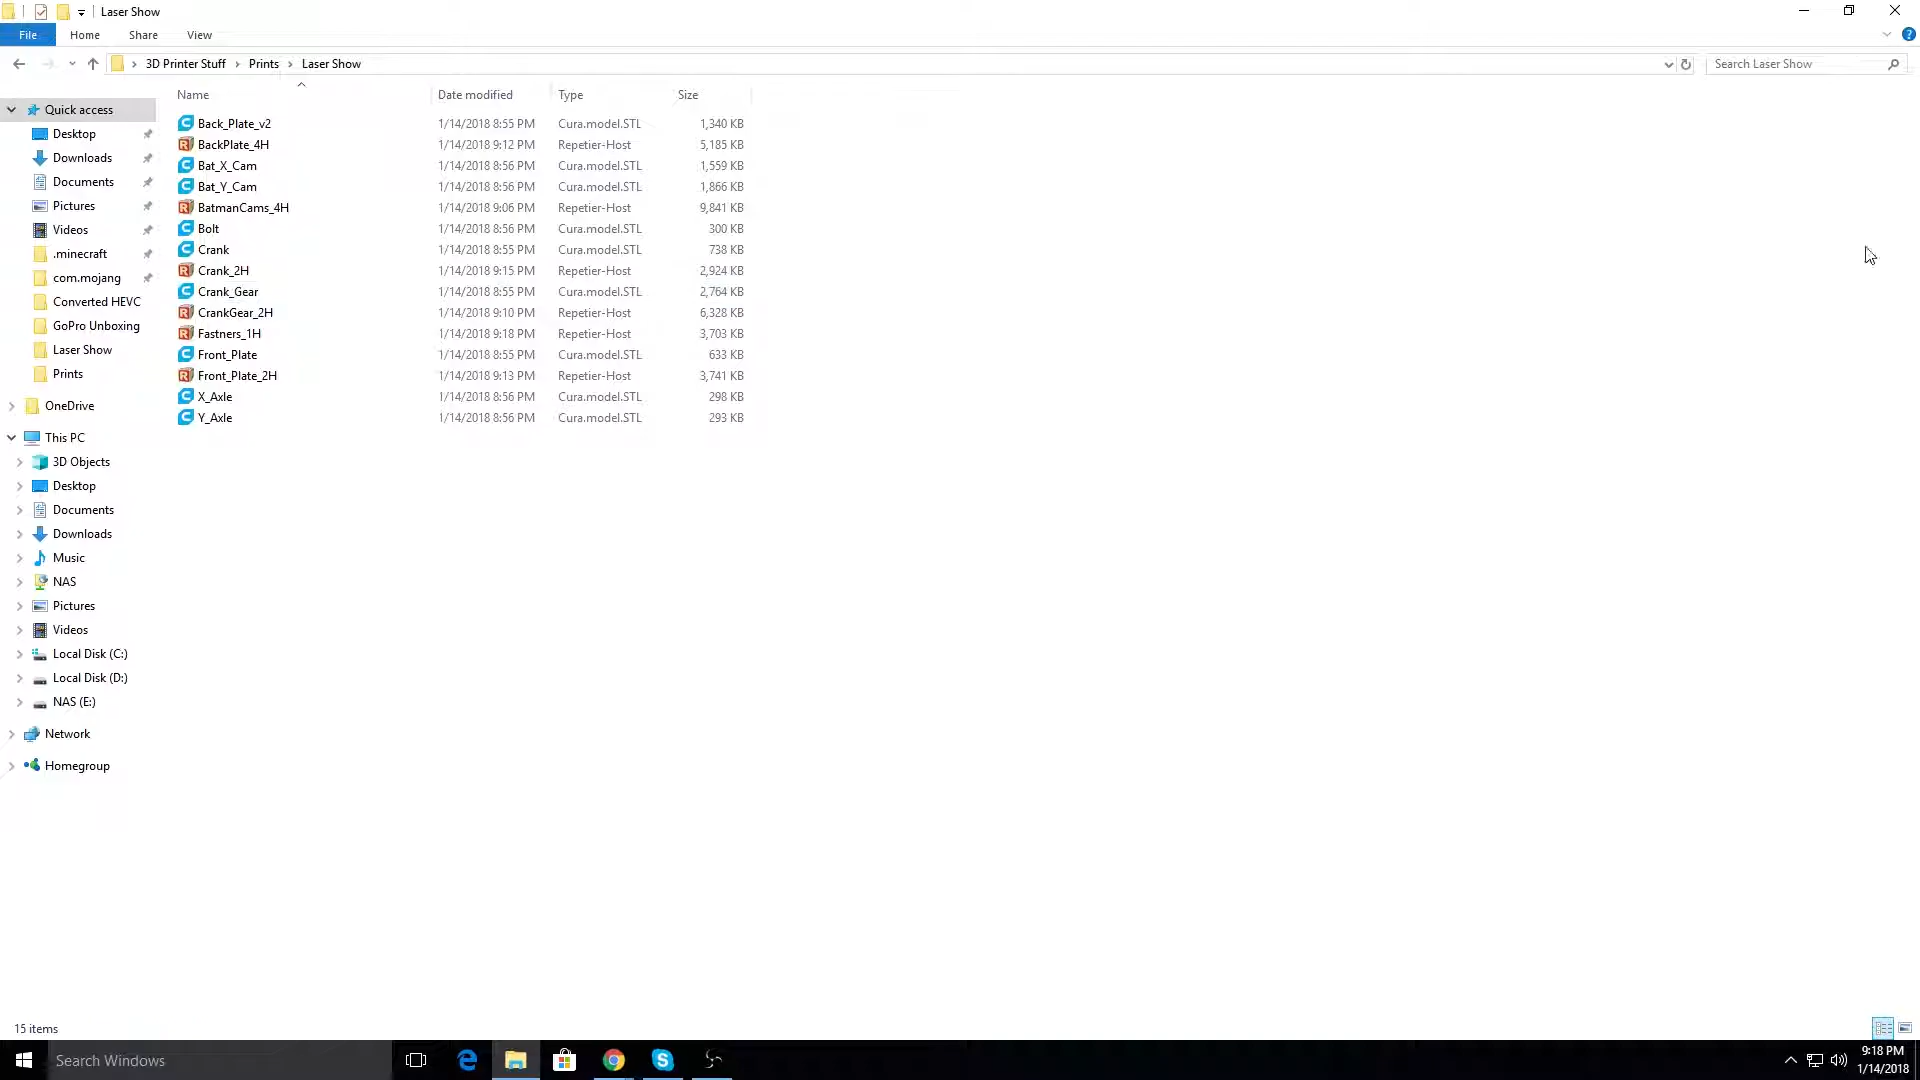 Laser Show
File Home Share View
3D Printer Stuff Prints Laser Show Search Laser Show
Name Date modified Type Size
Quick access
Desktop
Downloads
Documents
Pictures
Videos
.minecraft
com.mojang
Converted HEVC
GoPro Unboxing
Laser Show
Prints
OneDrive
This PC
3D Objects
Desktop
Documents
Downloads
Music
NAS
Pictures
Videos
Local Disk (C:)
Local Disk (D:)
NAS (E:)
Network
Homegroup
Back_Plate_v2 1/14/2018 8:55 PM Cura.model.STL 1,340 KB
BackPlate_4H 1/14/2018 9:12 PM Repetier-Host 5,185 KB
Bat_X_Cam 1/14/2018 8:56 PM Cura.model.STL 1,559 KB
Bat_Y_Cam 1/14/2018 8:56 PM Cura.model.STL 1,866 KB
BatmanCams_4H 1/14/2018 9:06 PM Repetier-Host 9,841 KB
Bolt 1/14/2018 8:56 PM Cura.model.STL 300 KB
Crank 1/14/2018 8:55 PM Cura.model.STL 738 KB
Crank_2H 1/14/2018 9:15 PM Repetier-Host 2,924 KB
Crank_Gear 1/14/2018 8:55 PM Cura.model.STL 2,764 KB
CrankGear_2H 1/14/2018 9:10 PM Repetier-Host 6,328 KB
Fastners_1H 1/14/2018 9:18 PM Repetier-Host 3,703 KB
Front_Plate 1/14/2018 8:55 PM Cura.model.STL 633 KB
Front_Plate_2H 1/14/2018 9:13 PM Repetier-Host 3,741 KB
X_Axle 1/14/2018 8:56 PM Cura.model.STL 298 KB
Y_Axle 1/14/2018 8:56 PM Cura.model.STL 293 KB
15 items
Search Windows
9:18 PM
1/14/2018